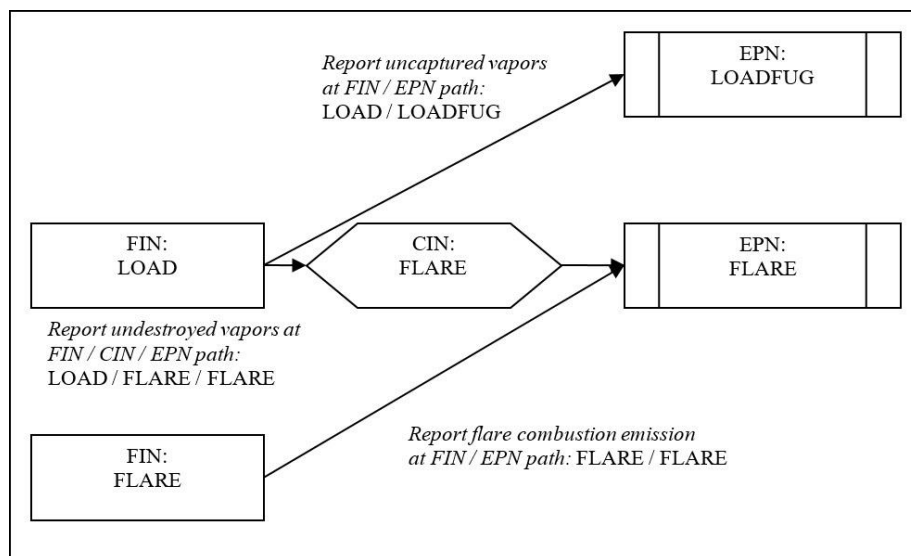 Report uncaptured vapors
at FIN / EPN path:
LOAD / LOADFUG
EPN:
LOADFUG
FIN:
LOAD
CIN:
FLARE
EPN:
FLARE
Report undestroyed vapors at
FIN / CIN / EPN path:
LOAD / FLARE / FLARE
Report flare combustion emission
at FIN / EPN path: FLARE / FLARE
FIN:
FLARE